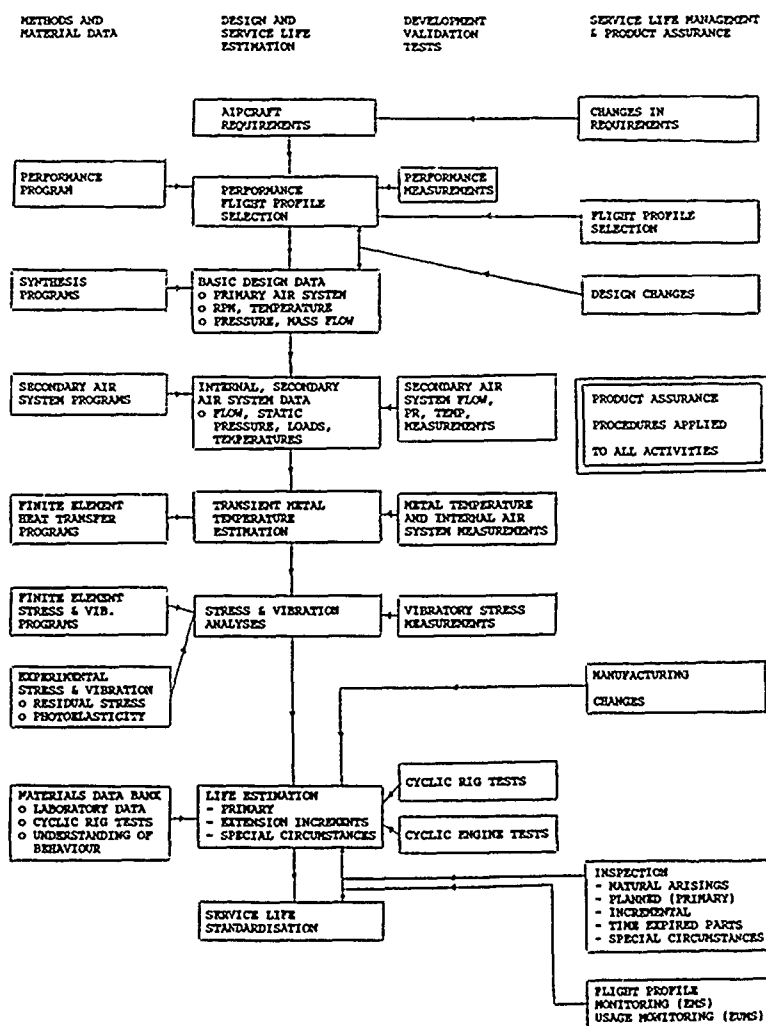 METHODS AND
MATERIAL DATA
DESIGN AND
SERVICE LIFE
ESTIMATION
DEVELOPMENT
VALIDATION
TESTS
SERVICE LIFE MANAGEMENT
& PRODUCT ASSURANCE
AIPCRAFT
REQUIREMENTS
CHANGES IN
REQUIREMENTS
PERFORMANCE
PROGRAM
PERFORMANCE
FLIGHT PROFILE
SELECTION
PERFORMANCE
MEASUREMENTS
FLIGHT PROFILE
SELECTION
SYNTHESIS
PROGRAMS
BASIC DESIGN DATA
o PRIMARY AIR SYSTEM
o RPM, TEMPERATURE
o PRESSURE, MASS FLOW
DESIGN CHANGES
SECONDARY AIR
SYSTEM PROGRAMS
INTERNAL, SECONDARY
AIR SYSTEM DATA
o FLOW, STATIC
PRESSURE, LOADS,
TEMPERATURES
SECONDARY AIR
SYSTEM FLOW,
PR, TEMP,
MEASUREMENTS
PRODUCT ASSURANCE
PROCEDURES APPLIED
TO ALL ACTIVITIES
FINITE ELEMENT
HEAT TRANSFER
PROGRAMS
TRANSIENT METAL
TEMPERATURE
ESTIMATION
METAL TEMPERATURE
AND INTERNAL AIR
SYSTEM MEASUREMENTS
FINITE ELEMENT
STRESS & VIB.
PROGRAMS
STRESS & VIBRATION
ANALYSES
VIBRATORY STRESS
MEASUREMENTS
EXPERIMENTAL
STRESS & VIBRATION
o RESIDUAL STRESS
o PHOTOELASTICITY
MANUFACTURING
CHANGES
MATERIALS DATA BANK
o LABORATORY DATA
o CYCLIC RIG TESTS
o UNDERSTANDING OF
BEHAVIOUR
LIFE ESTIMATION
- PRIMARY
- EXTENSION INCREMENTS
- SPECIAL CIRCUMSTANCES
CYCLIC RIG TESTS
CYCLIC ENGINE TESTS
SERVICE LIFE
STANDARDISATION
INSPECTION
- NATURAL ARISINGS
- PLANNED (PRIMARY)
- INCREMENTAL
- TIME EXPIRED PARTS
- SPECIAL CIRCUMSTANCES
FLIGHT PROFILE
MONITORING (EMS)
USAGE MONITORING (EUMS)